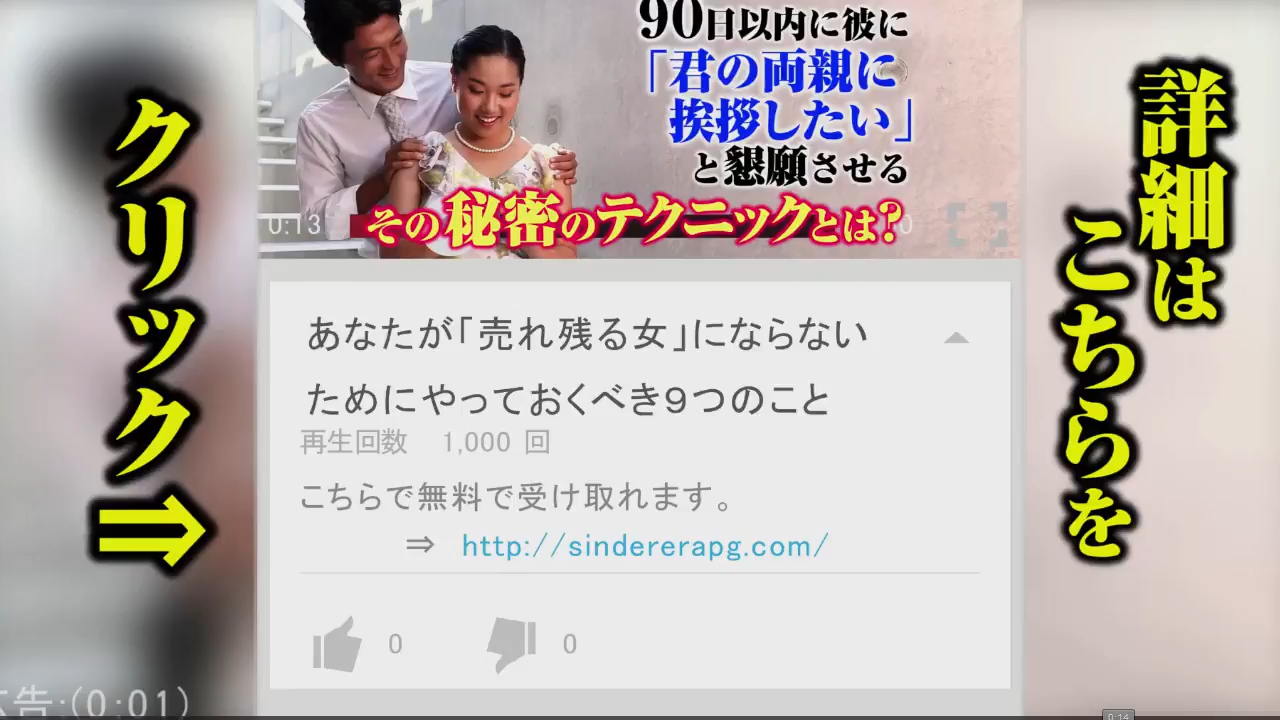 詳細は
こちらを
クリック⇒
90日以内に彼に
「君の両親に
挨拶したい」
と懇願させる
その秘密のテクニックとは?
0:13
あなたが「売れ残る女」にならない
ためにやっておくべき9つのこと
再生回数 1,000 回
こちらで無料で受け取れます。
⇒ http://sindererapg.com/
0
0
広告:(0:01)
0:14